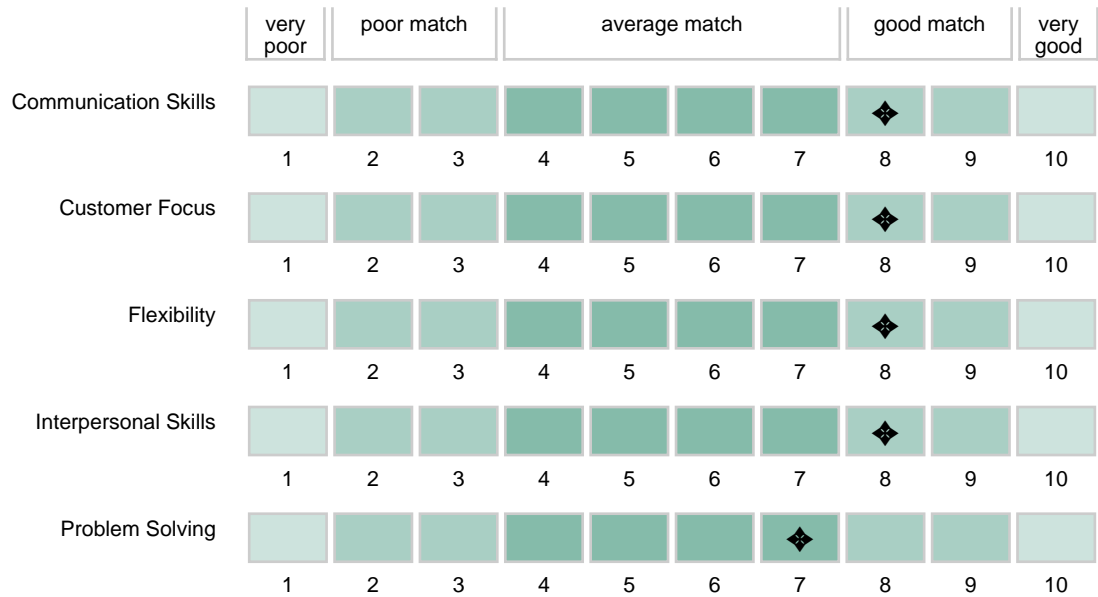 very poor
poor match
average match
good match
very good
Communication Skills
1 2 3 4 5 6 7 8 9 10
Customer Focus
1 2 3 4 5 6 7 8 9 10
Flexibility
1 2 3 4 5 6 7 8 9 10
Interpersonal Skills
1 2 3 4 5 6 7 8 9 10
Problem Solving
1 2 3 4 5 6 7 8 9 10